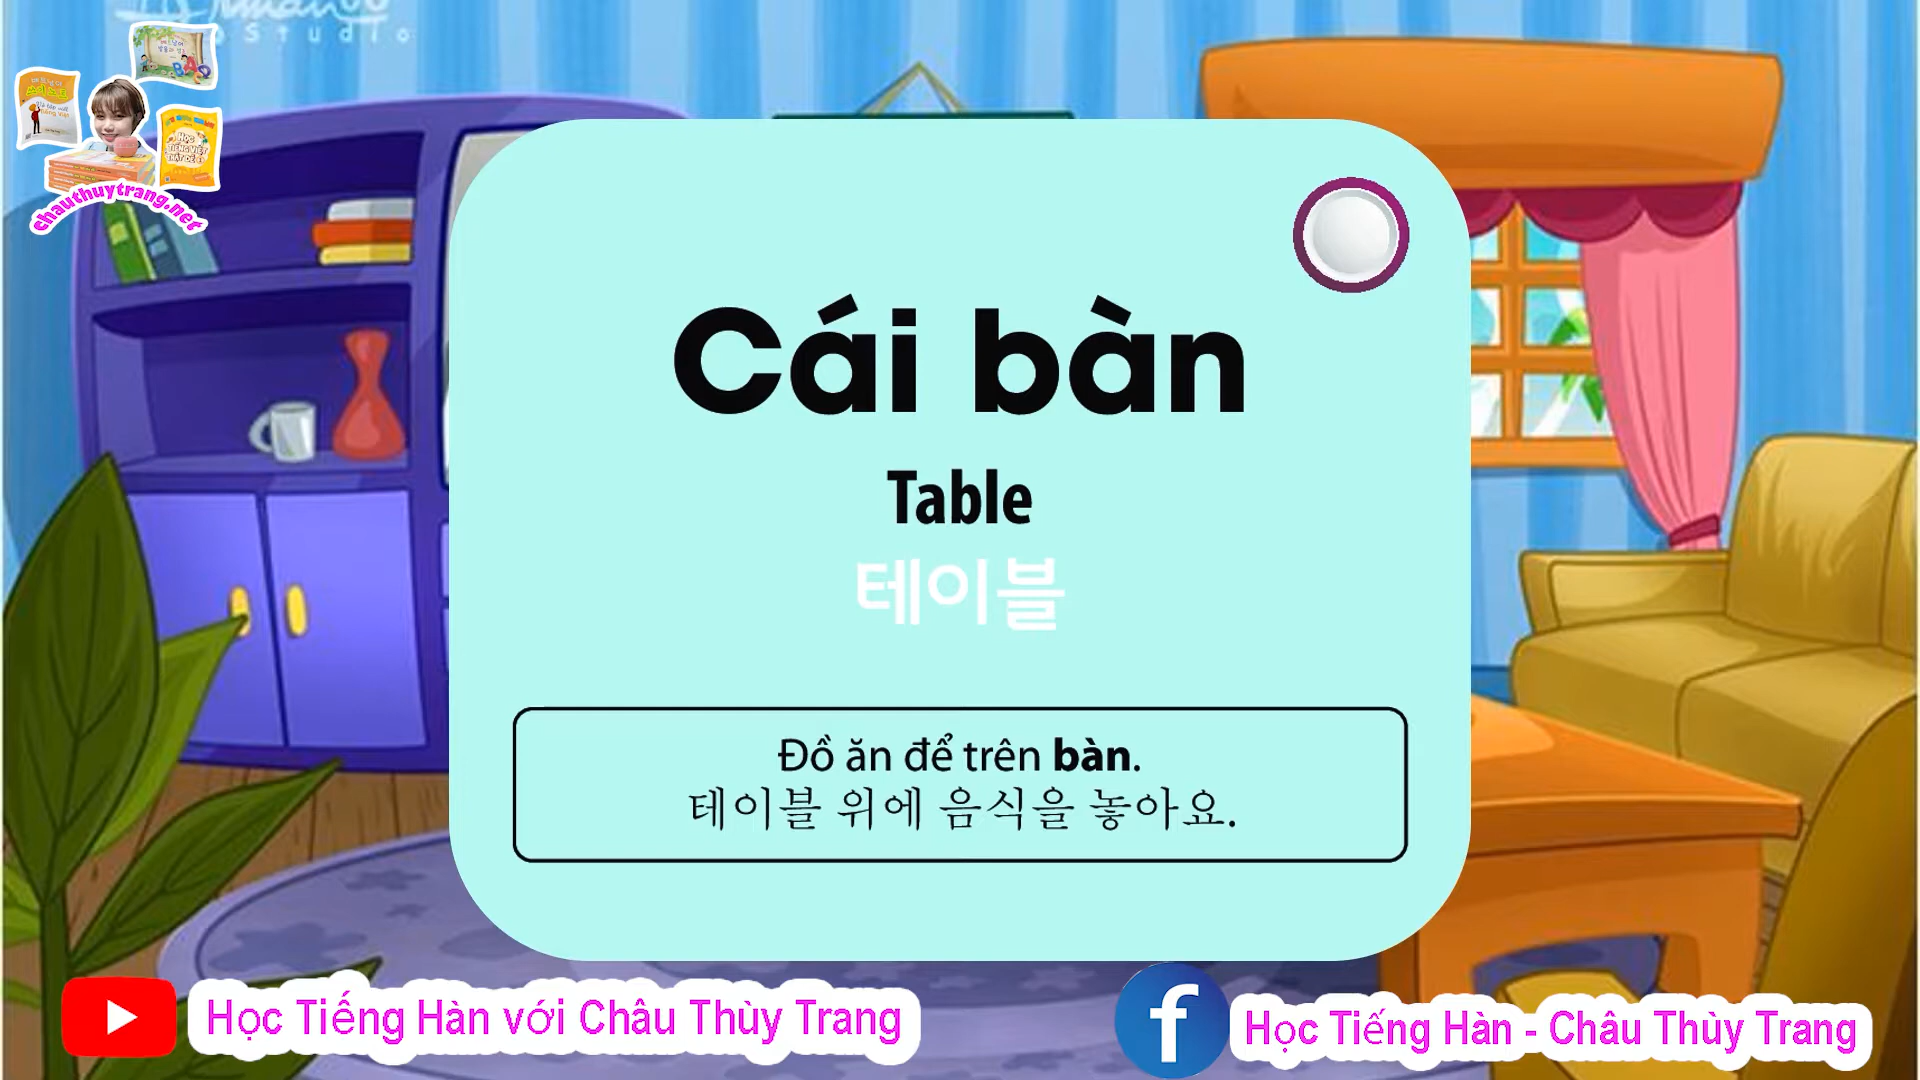 Studio
chauthuytrang.net
Cái bàn
Table
테이블
Đồ ăn để trên bàn.
테이블 위에 음식을 놓아요.
Học Tiếng Hàn với Châu Thùy Trang
Học Tiếng Hàn - Châu Thùy Trang